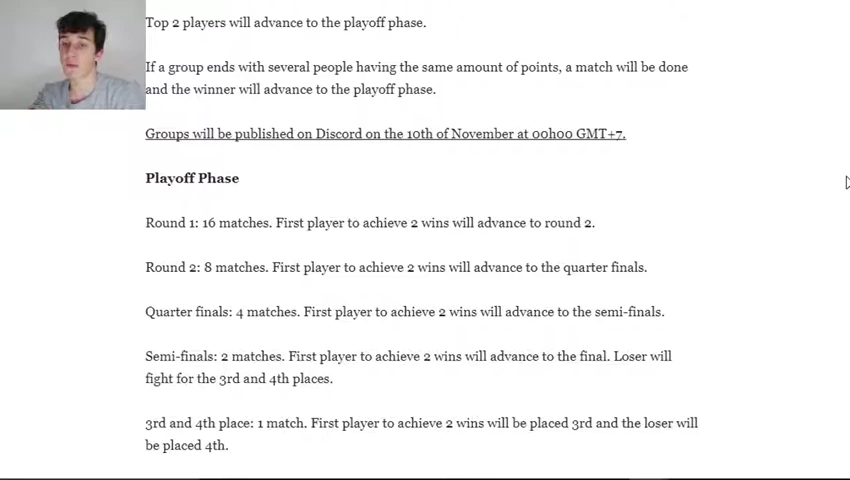 Top 2 players will advance to the playoff phase.
If a group ends with several people having the same amount of points, a match will be done
and the winner will advance to the playoff phase.
Groups will be published on Discord on the 10th of November at 00h00 GMT+7.
Playoff Phase
Round 1: 16 matches. First player to achieve 2 wins will advance to round 2.
Round 2: 8 matches. First player to achieve 2 wins will advance to the quarter finals.
Quarter finals: 4 matches. First player to achieve 2 wins will advance to the semi-finals.
Semi-finals: 2 matches. First player to achieve 2 wins will advance to the final. Loser will
fight for the 3rd and 4th places.
3rd and 4th place: 1 match. First player to achieve 2 wins will be placed 3rd and the loser will
be placed 4th.